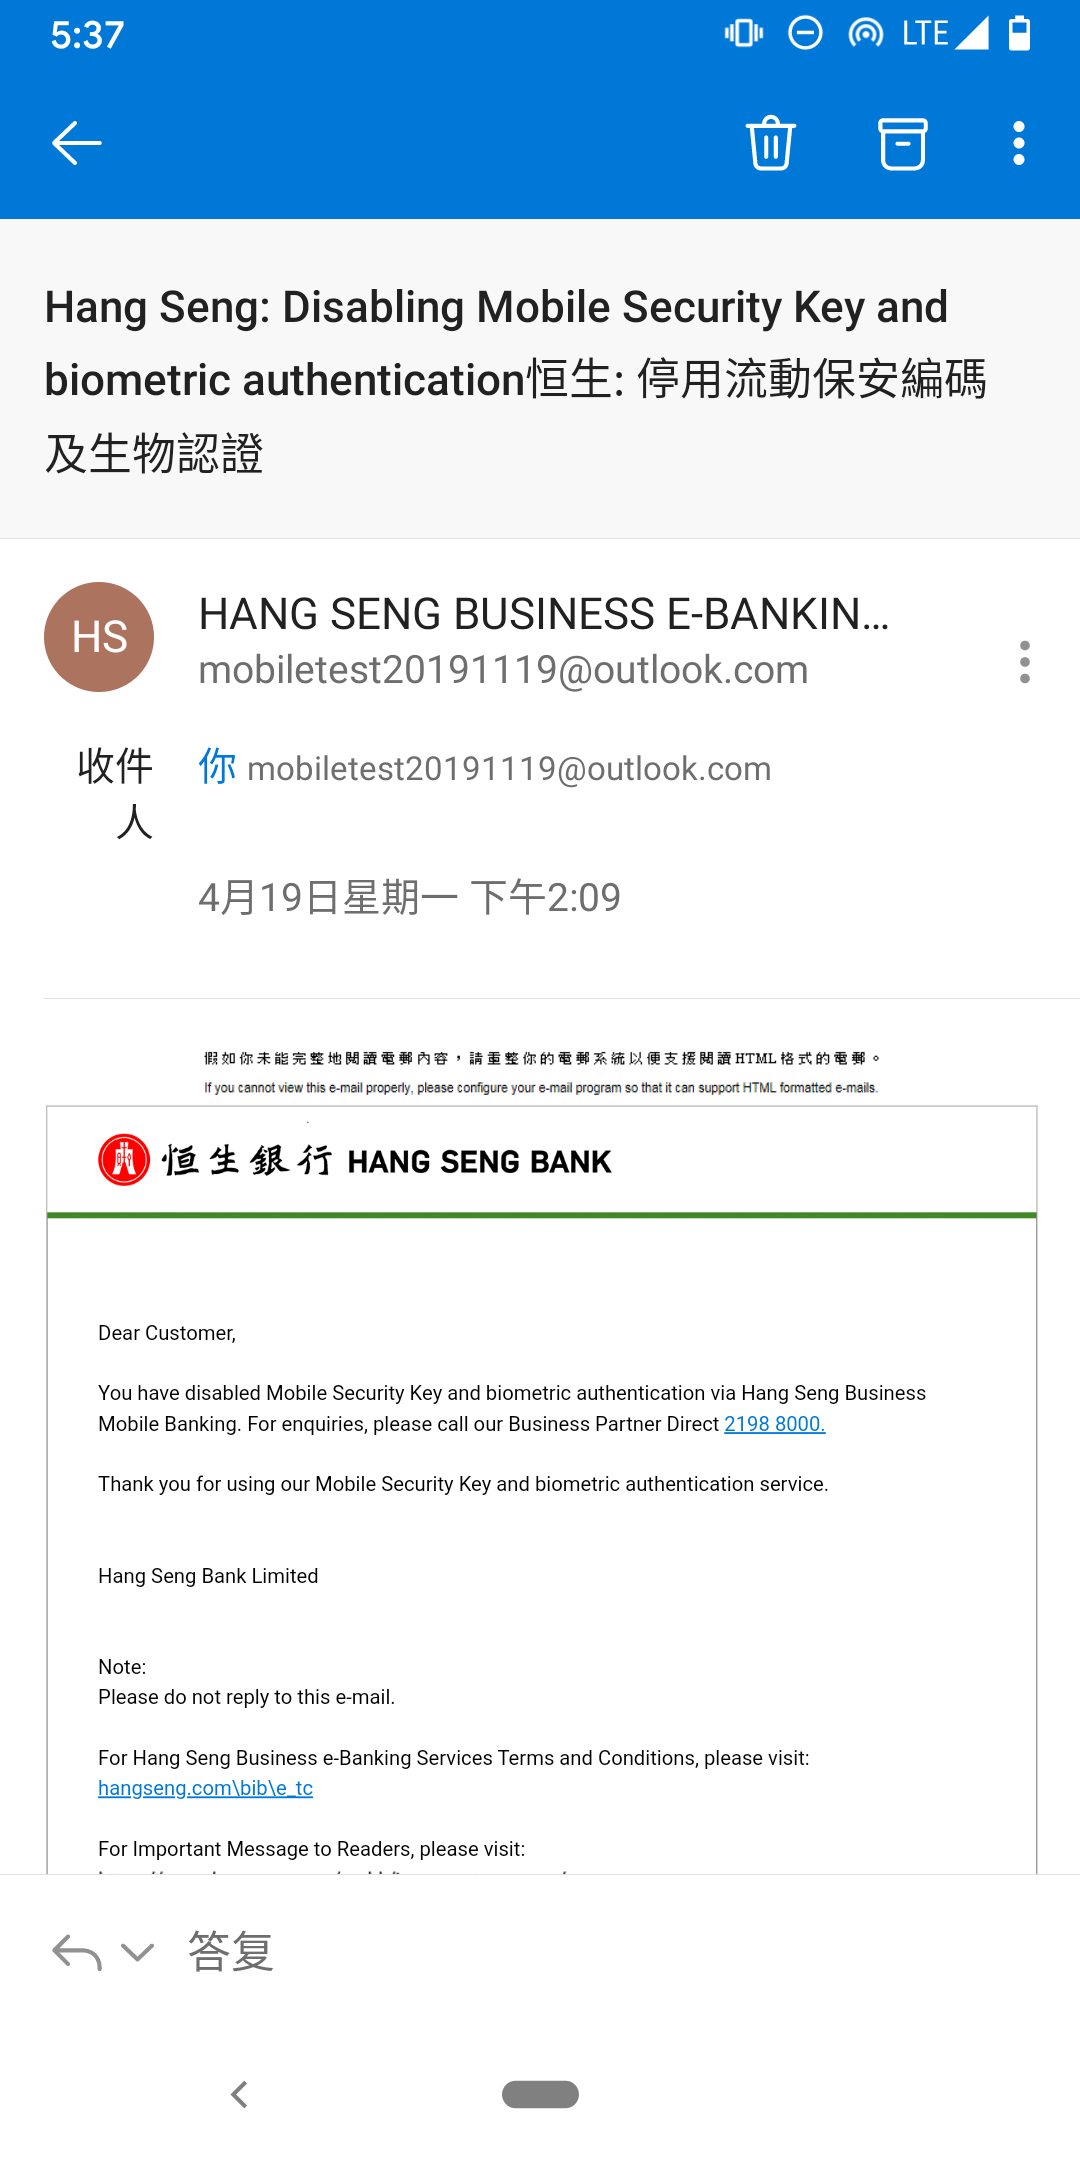 5:37
LTE
Hang Seng: Disabling Mobile Security Key and
biometric authentication恒生: 停用流動保安編碼
及生物認證
HS
HANG SENG BUSINESS E-BANKIN...
mobiletest20191119@outlook.com
收件人
你 mobiletest20191119@outlook.com
4月19日星期一 下午2:09
假如你未能完整地閱讀電郵內容，請重整你的電郵系統以便支援閱讀HTML格式的電郵。
If you cannot view this e-mail properly, please configure your e-mail program so that it can support HTML formatted e-mails.
恒生銀行 HANG SENG BANK
Dear Customer,
You have disabled Mobile Security Key and biometric authentication via Hang Seng Business
Mobile Banking. For enquiries, please call our Business Partner Direct 2198 8000.
Thank you for using our Mobile Security Key and biometric authentication service.
Hang Seng Bank Limited
Note:
Please do not reply to this e-mail.
For Hang Seng Business e-Banking Services Terms and Conditions, please visit:
hangseng.com\bib\e_tc
For Important Message to Readers, please visit:
答复